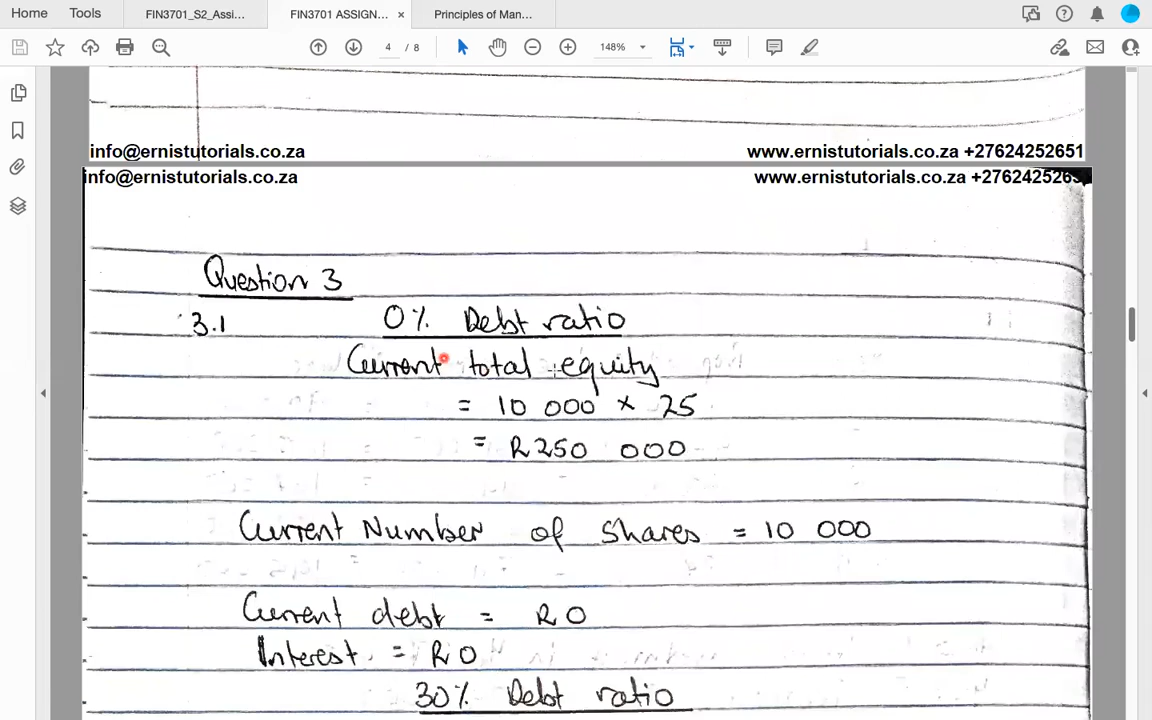 Home Tools FIN3701_S2_Assi... FIN3701 ASSIGN... × Principles of Man...
4 / 8 148%
info@ernistutorials.co.za www.ernistutorials.co.za +27624252651
info@ernistutorials.co.za www.ernistutorials.co.za +2762425265
Question 3
3.1 0% Debt ratio
Current total equity
= 10 000 × 25
= R250 000
Current Number of shares = 10 000
Current debt = R0
Interest = R0
30% Debt ratio